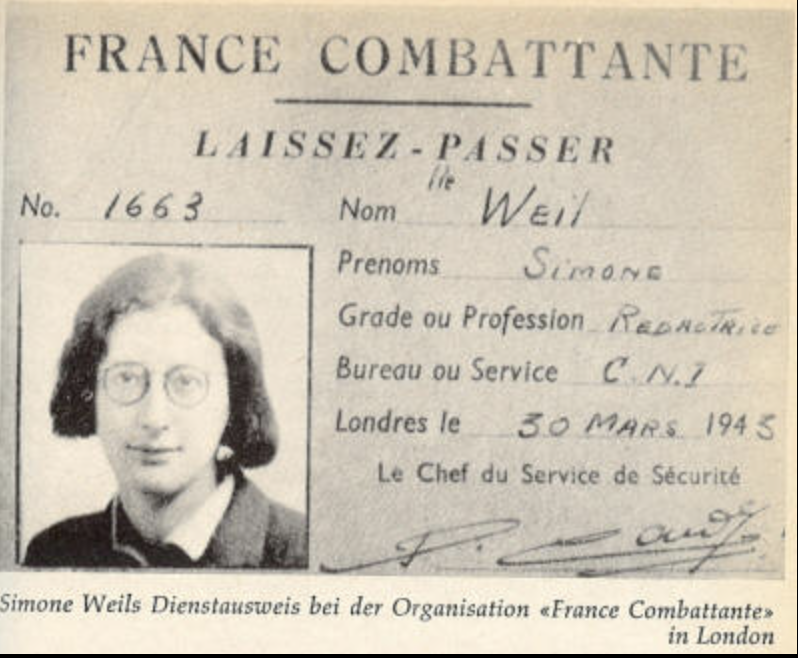 FRANCE COMBATTANTE
LAISSEZ-PASSER
No. 1663
Nom Mlle Weil
Prenoms SIMONE
Grade ou Profession REDACTRICE
Bureau ou Service C.N.I
Londres le 30 MARS 1943
Le Chef du Service de Sécurité
Simone Weils Dienstausweis bei der Organisation «France Combattante»
in London